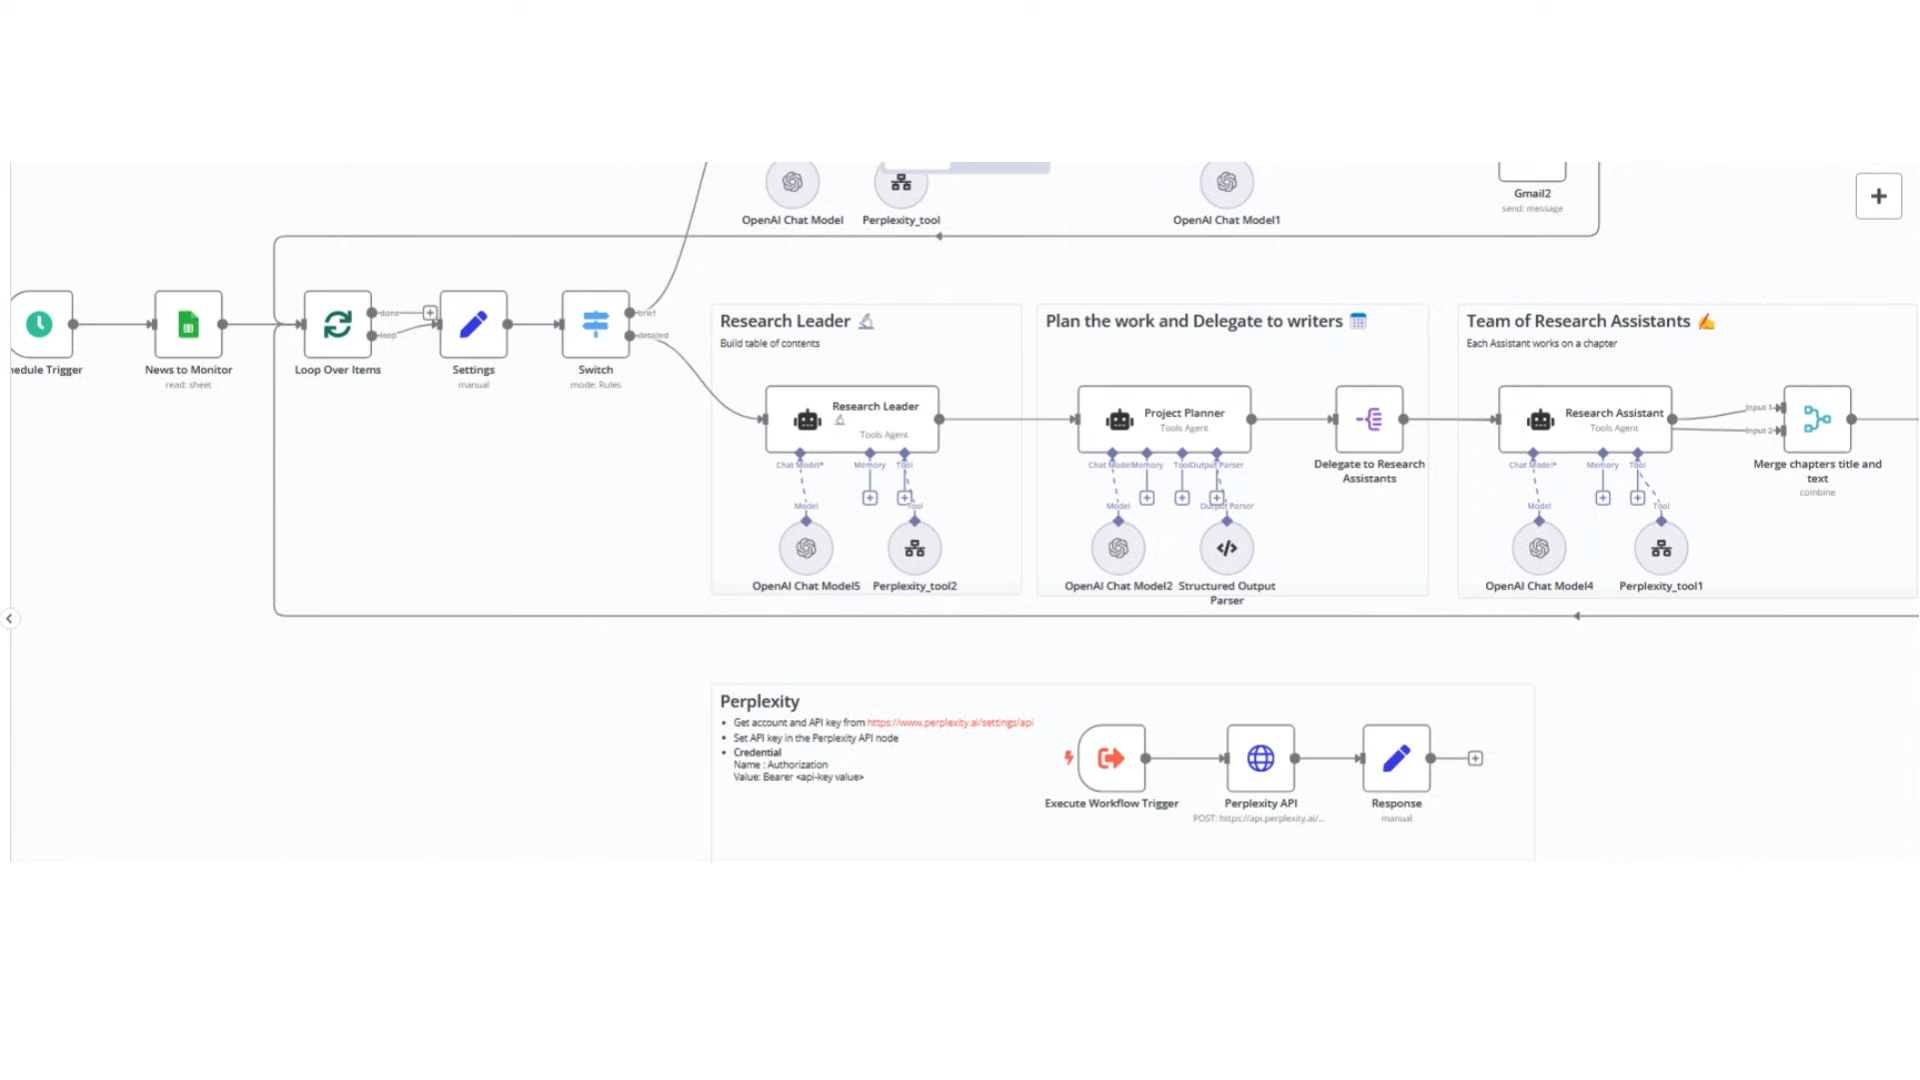 OpenAI Chat Model
Perplexity_tool
OpenAI Chat Model1
Gmail2
send: message
hedule Trigger
News to Monitor
read: sheet
Loop Over Items
done
loop
Settings
manual
Switch
mode: Rules
brief
detailed
Research Leader
Build table of contents
Research Leader
Tools Agent
Chat Model*
Memory
Tool
Model
Tool
OpenAI Chat Model5
Perplexity_tool2
Plan the work and Delegate to writers
Project Planner
Tools Agent
Chat Model
Memory
Tool
Output Parser
Model
Output Parser
OpenAI Chat Model2
Structured Output
Parser
Delegate to Research
Assistants
Team of Research Assistants
Each Assistant works on a chapter
Research Assistant
Tools Agent
Chat Model*
Memory
Tool
Model
Tool
OpenAI Chat Model4
Perplexity_tool1
Input 1
Input 2
Merge chapters title and
text
combine
Perplexity
• Get account and API key from https://www.perplexity.ai/settings/api
• Set API key in the Perplexity API node
• Credential
Name : Authorization
Value: Bearer <api-key value>
Execute Workflow Trigger
Perplexity API
POST: https://api.perplexity.ai/...
Response
manual